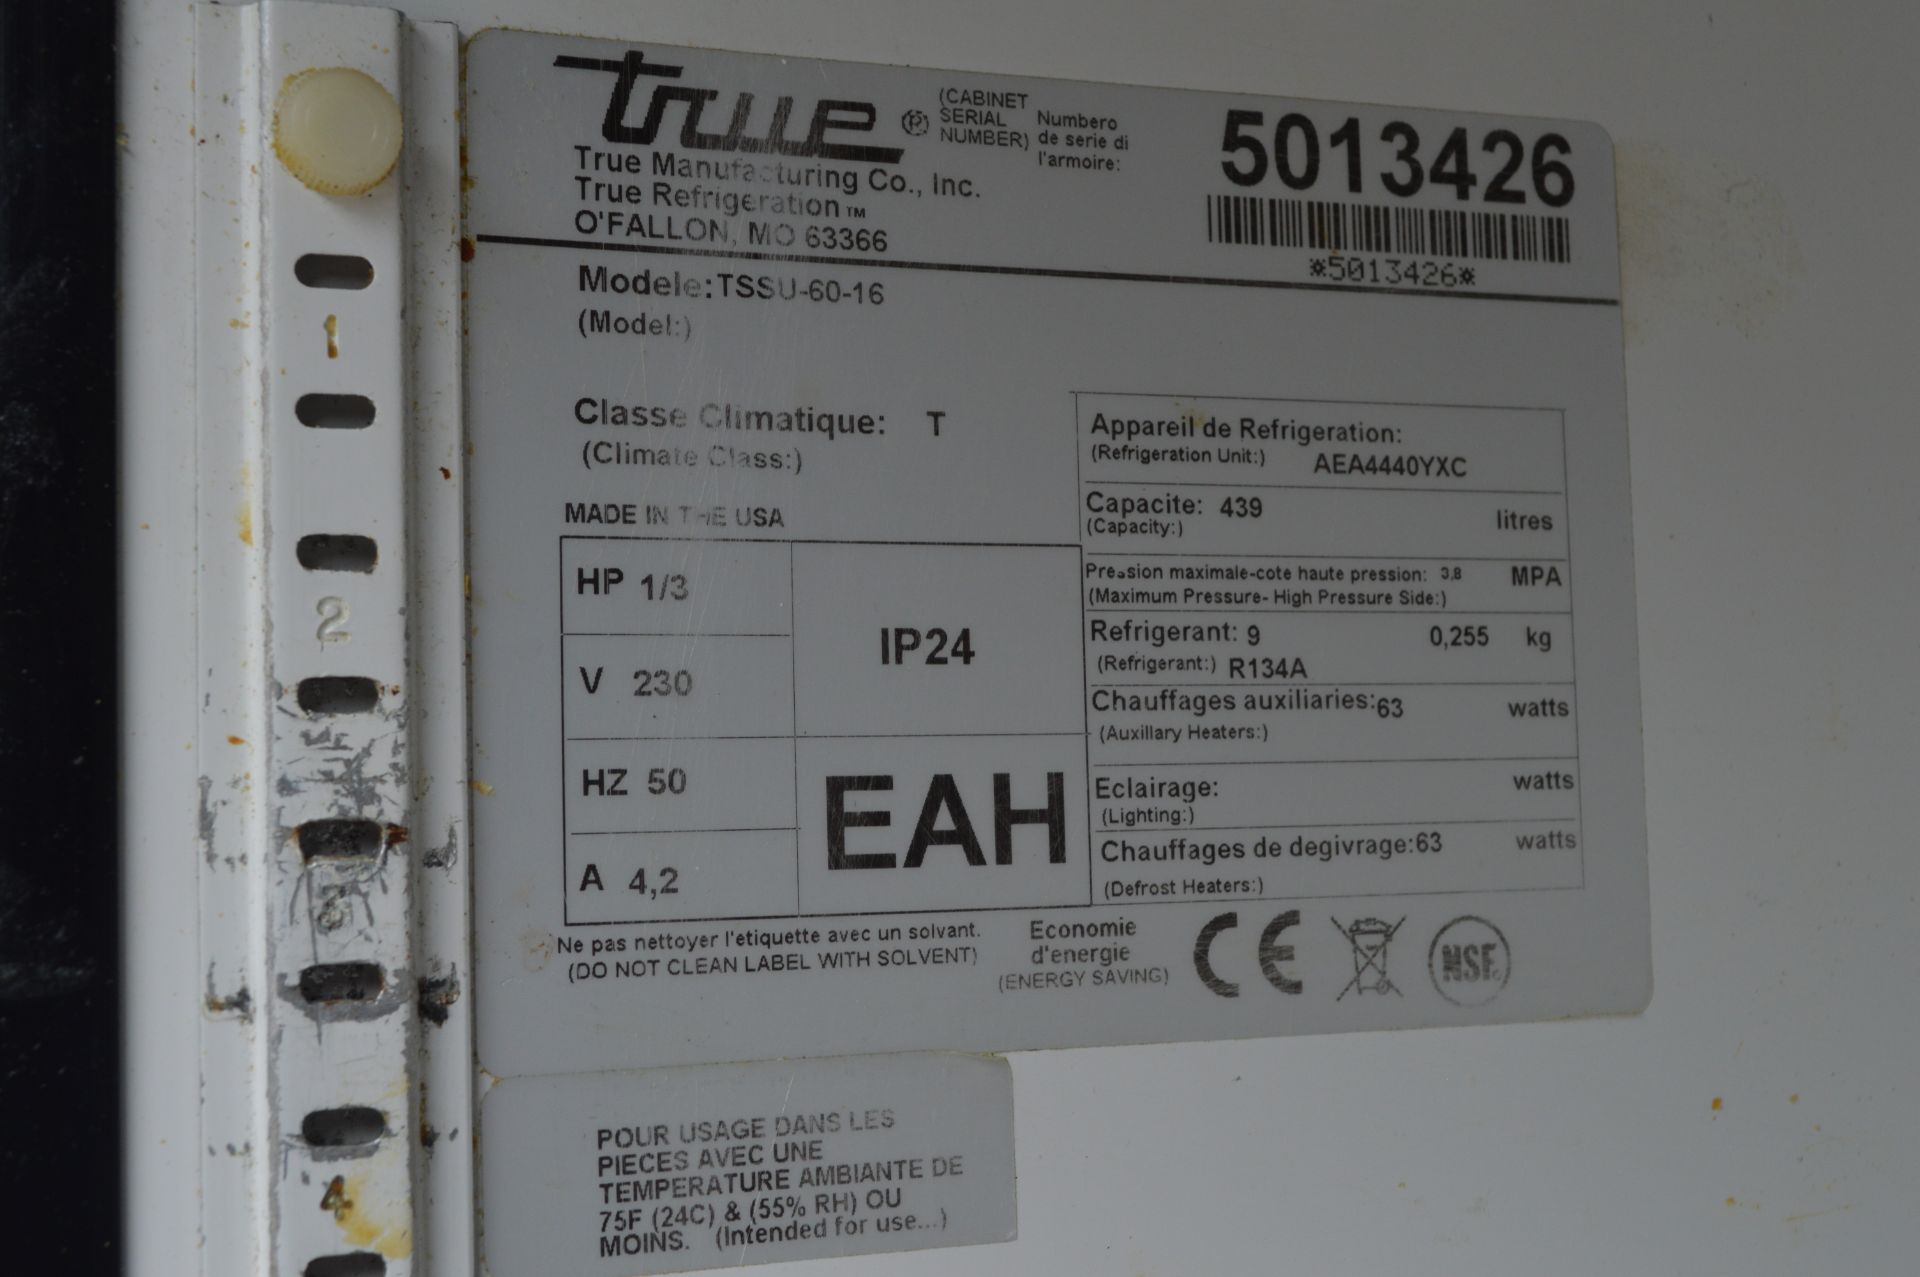 true ®
(CABINET
SERIAL
NUMBER)
Numbero
de serie di
l'armoire:
5013426
*5013426*
True Manufacturing Co., Inc.
True Refrigeration™
O'FALLON, MO 63366
Modele: TSSU-60-16
(Model:)
Classe Climatique: T
(Climate Class:)
MADE IN THE USA
HP 1/3
V 230
HZ 50
A 4,2
IP24
EAH
Appareil de Refrigeration:
(Refrigeration Unit:) AEA4440YXC
Capacite: 439 litres
(Capacity:)
Pression maximale-cote haute pression: 3,8 MPA
(Maximum Pressure- High Pressure Side:)
Refrigerant: 9 0,255 kg
(Refrigerant:) R134A
Chauffages auxiliaries:63 watts
(Auxillary Heaters:)
Eclairage: watts
(Lighting:)
Chauffages de degivrage:63 watts
(Defrost Heaters:)
Ne pas nettoyer l'etiquette avec un solvant.
(DO NOT CLEAN LABEL WITH SOLVENT)
Economie
d'energie
(ENERGY SAVING)
CE
NSF
POUR USAGE DANS LES
PIECES AVEC UNE
TEMPERATURE AMBIANTE DE
75F (24C) & (55% RH) OU
MOINS. (Intended for use...)
1
2
3
4